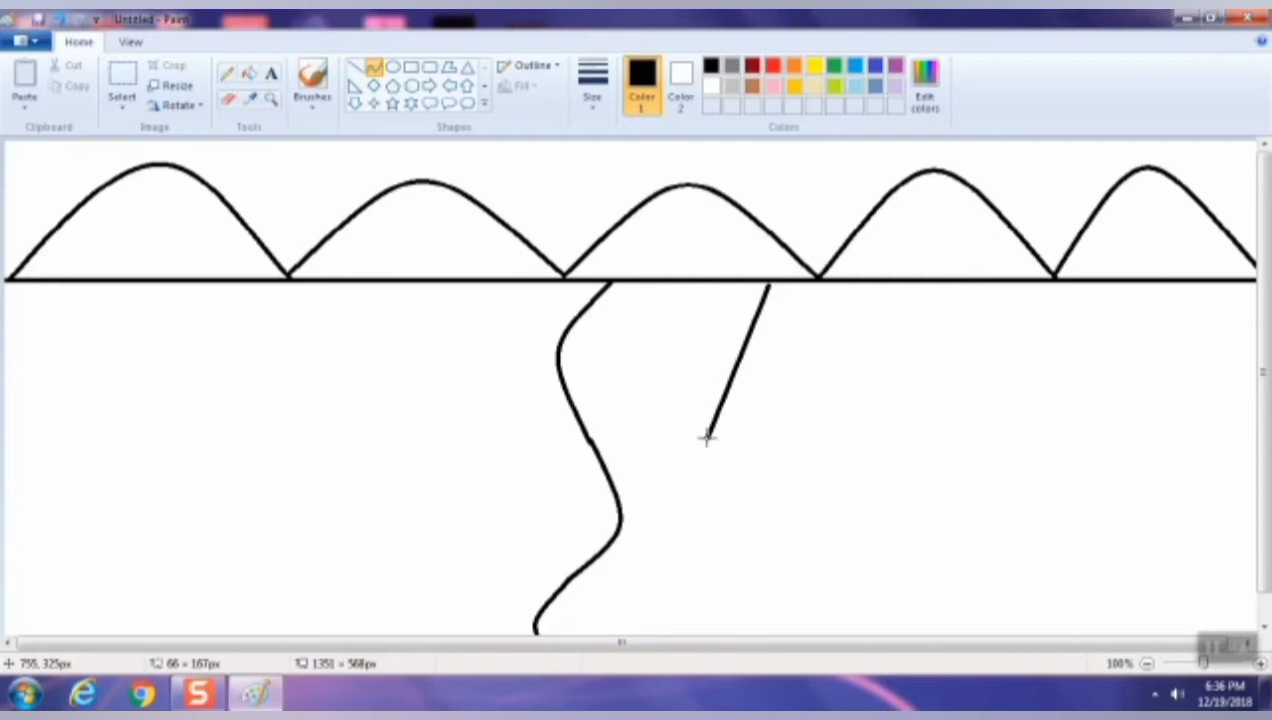 Untitled - Paint
Home View
Cut
Copy
Paste
Clipboard
Crop
Resize
Rotate
Select
Image
A
Tools
Brushes
Outline
Fill
Shapes
Size
Color 1
Color 2
Edit colors
Colors
755, 325px 66 × 167px 1351 × 568px 100%
6:36 PM
12/19/2018